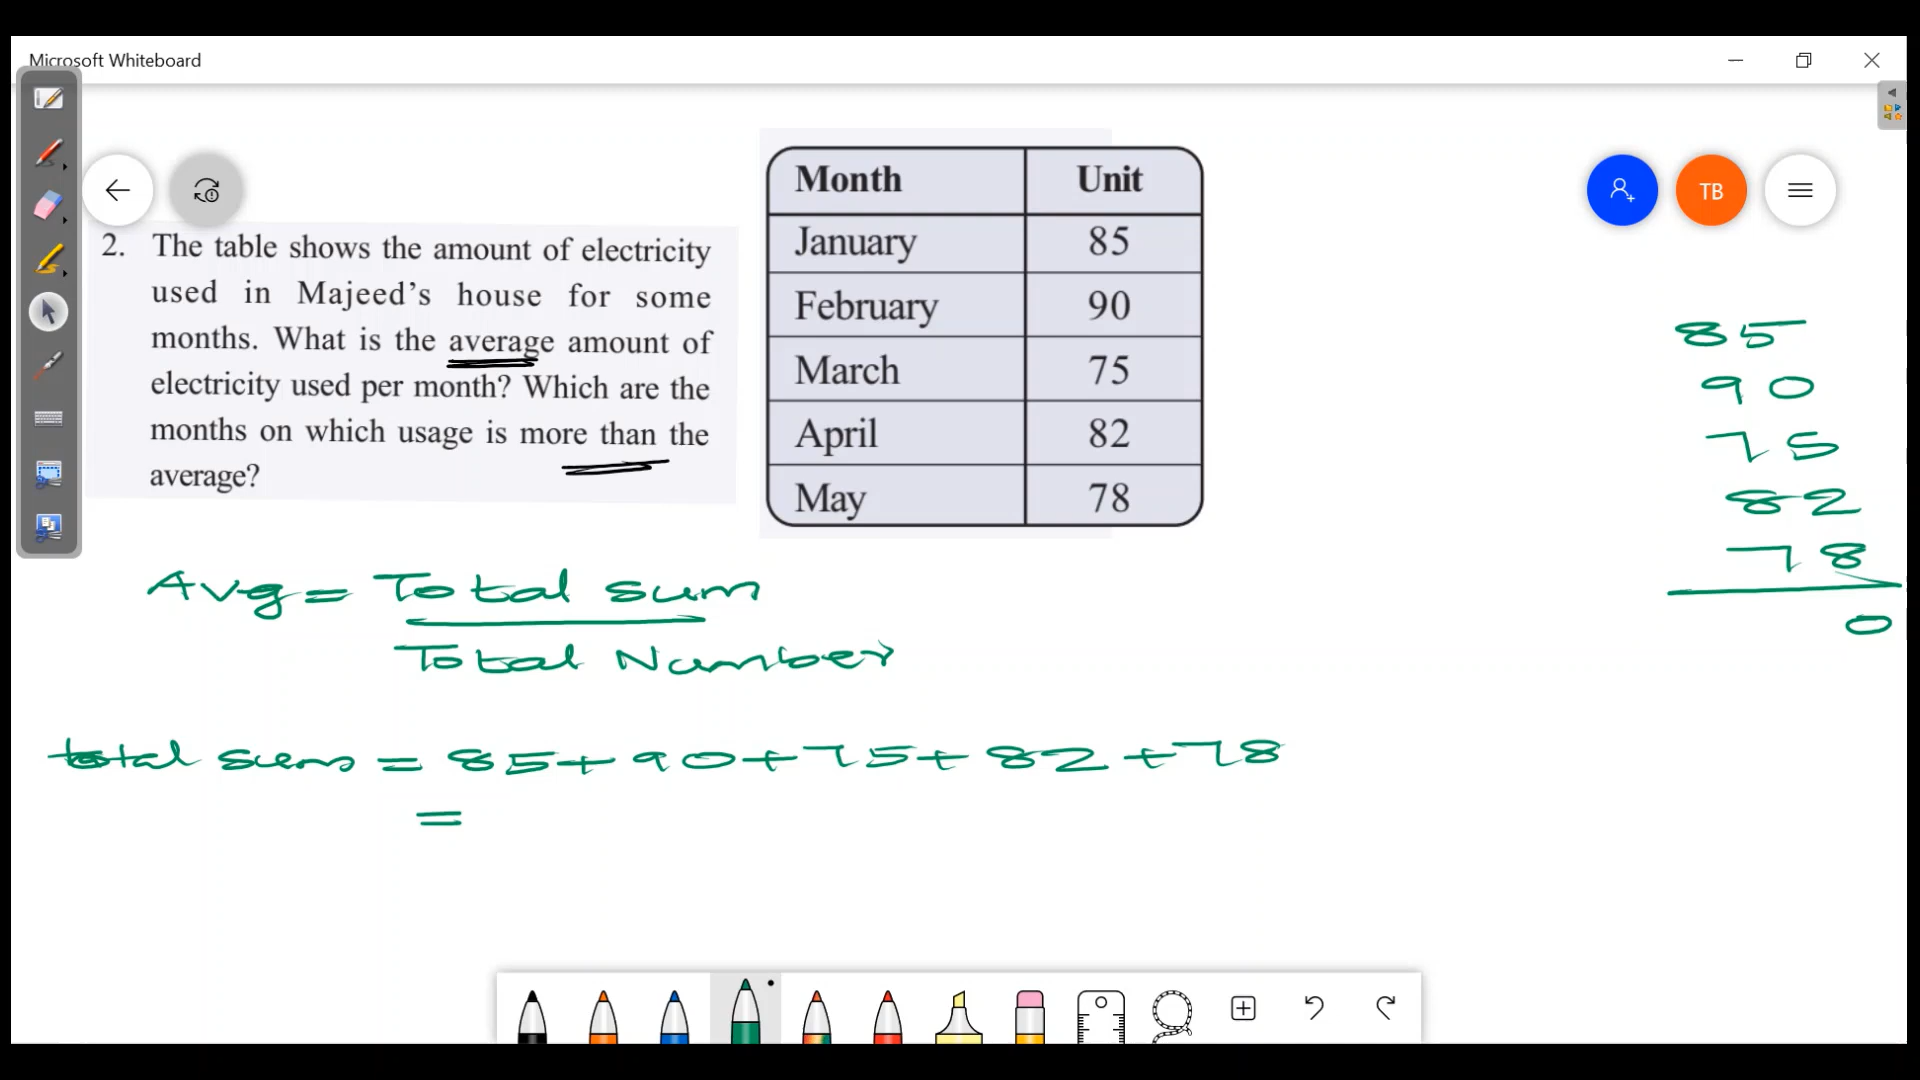 Microsoft Whiteboard
TB
2. The table shows the amount of electricity
used in Majeed's house for some
months. What is the average amount of
electricity used per month? Which are the
months on which usage is more than the
average?
Month Unit
January 85
February 90
March 75
April 82
May 78
85
90
75
82
78
0
Avg = Total sum
Total Number
total sum = 85+90+75+82+78
=